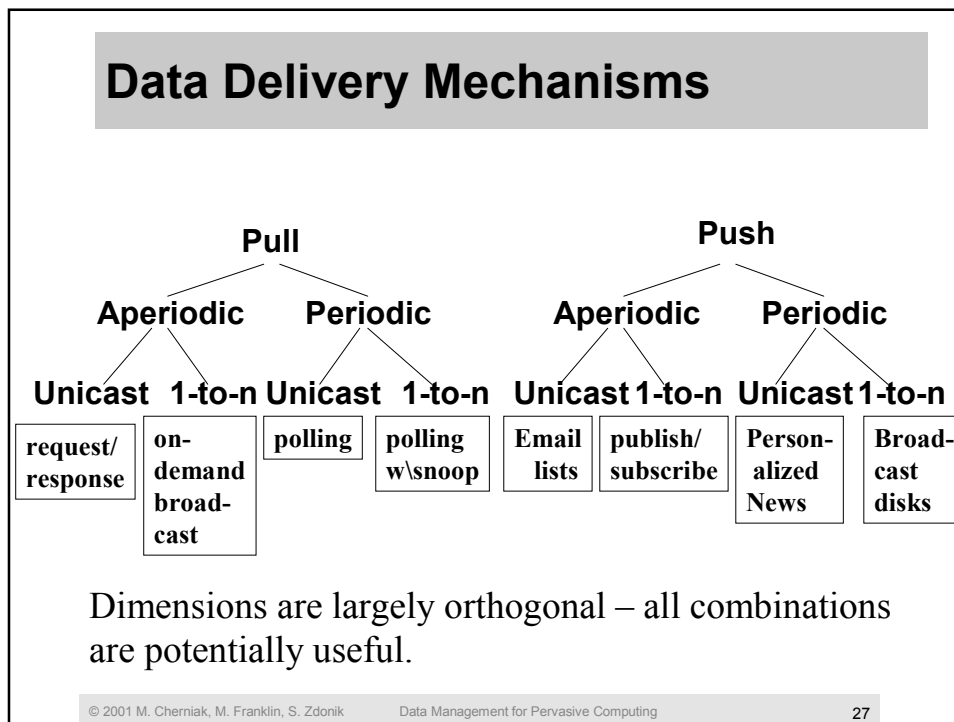 Data Delivery Mechanisms
Pull
Push
Aperiodic Periodic
Aperiodic Periodic
Unicast 1-to-n Unicast 1-to-n
Unicast 1-to-n Unicast 1-to-n
request/
response
on-
demand
broad-
cast
polling
polling
w\snoop
Email
lists
publish/
subscribe
Person-
alized
News
Broad-
cast
disks
Dimensions are largely orthogonal – all combinations
are potentially useful.
© 2001 M. Cherniak, M. Franklin, S. Zdonik Data Management for Pervasive Computing 27